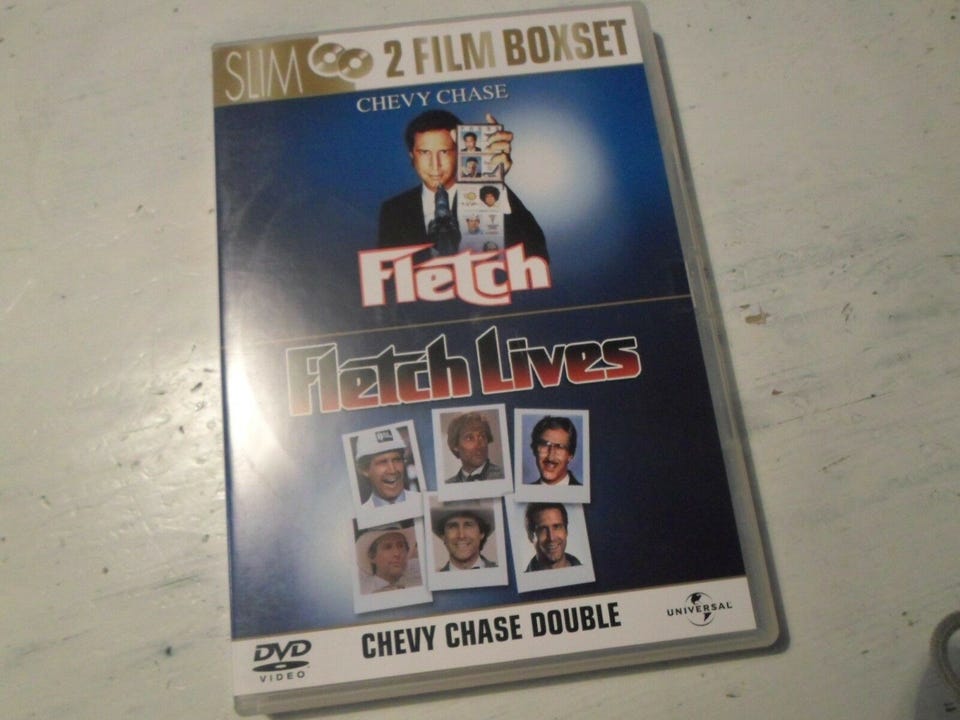 SLIM 2 FILM BOXSET
CHEVY CHASE
Fletch
Fletch Lives
CHEVY CHASE DOUBLE
UNIVERSAL
DVD
VIDEO